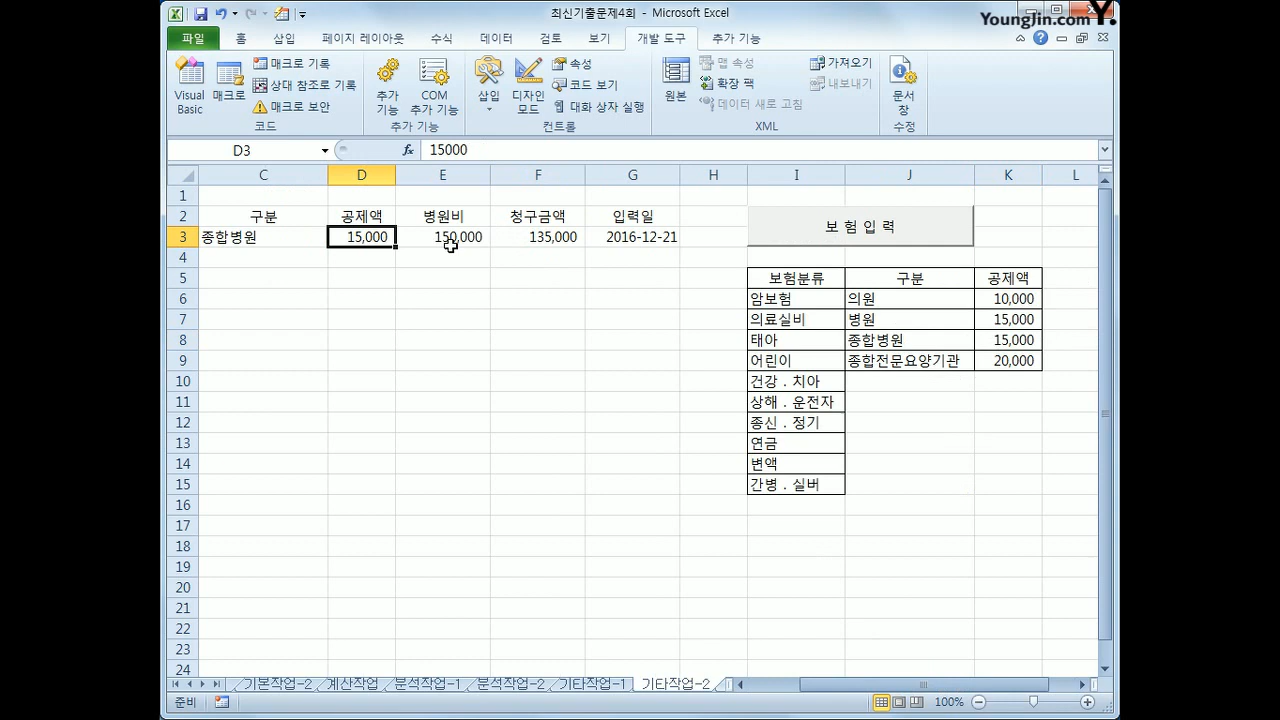 최신기출문제4회 - Microsoft Excel
YoungJin.com Y.
파일 홈 삽입 페이지 레이아웃 수식 데이터 검토 보기 개발 도구 추가 기능
Visual Basic
매크로
매크로 기록
상대 참조로 기록
매크로 보안
코드
추가 기능
COM 추가 기능
추가 기능
삽입
디자인 모드
속성
코드 보기
대화 상자 실행
컨트롤
원본
맵 속성
확장 팩
데이터 새로 고침
가져오기
내보내기
XML
문서 창
수정
D3 fx 15000
C D E F G H I J K L
1
2 구분 공제액 병원비 청구금액 입력일 보 험 입 력
3 종합병원 15,000 150,000 135,000 2016-12-21
4
5 보험분류 구분 공제액
6 암보험 의원 10,000
7 의료실비 병원 15,000
8 태아 종합병원 15,000
9 어린이 종합전문요양기관 20,000
10 건강 . 치아
11 상해 . 운전자
12 종신 . 정기
13 연금
14 변액
15 간병 . 실버
16
17
18
19
20
21
22
23
24
기본작업-2 계산작업 분석작업-1 분석작업-2 기타작업-1 기타작업-2
준비 100%